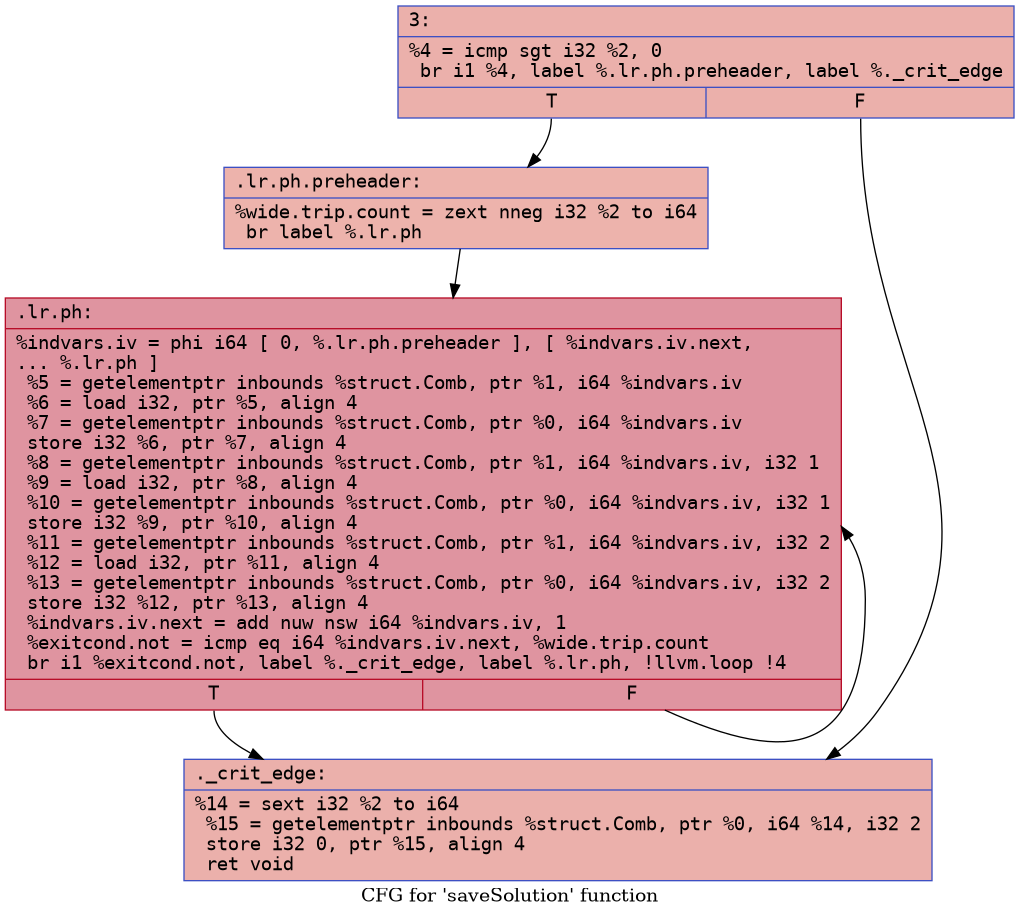 3:
%4 = icmp sgt i32 %2, 0
br i1 %4, label %.lr.ph.preheader, label %._crit_edge
T F
.lr.ph.preheader:
%wide.trip.count = zext nneg i32 %2 to i64
br label %.lr.ph
.lr.ph:
%indvars.iv = phi i64 [ 0, %.lr.ph.preheader ], [ %indvars.iv.next,
... %.lr.ph ]
%5 = getelementptr inbounds %struct.Comb, ptr %1, i64 %indvars.iv
%6 = load i32, ptr %5, align 4
%7 = getelementptr inbounds %struct.Comb, ptr %0, i64 %indvars.iv
store i32 %6, ptr %7, align 4
%8 = getelementptr inbounds %struct.Comb, ptr %1, i64 %indvars.iv, i32 1
%9 = load i32, ptr %8, align 4
%10 = getelementptr inbounds %struct.Comb, ptr %0, i64 %indvars.iv, i32 1
store i32 %9, ptr %10, align 4
%11 = getelementptr inbounds %struct.Comb, ptr %1, i64 %indvars.iv, i32 2
%12 = load i32, ptr %11, align 4
%13 = getelementptr inbounds %struct.Comb, ptr %0, i64 %indvars.iv, i32 2
store i32 %12, ptr %13, align 4
%indvars.iv.next = add nuw nsw i64 %indvars.iv, 1
%exitcond.not = icmp eq i64 %indvars.iv.next, %wide.trip.count
br i1 %exitcond.not, label %._crit_edge, label %.lr.ph, !llvm.loop !4
T F
._crit_edge:
%14 = sext i32 %2 to i64
%15 = getelementptr inbounds %struct.Comb, ptr %0, i64 %14, i32 2
store i32 0, ptr %15, align 4
ret void
CFG for 'saveSolution' function